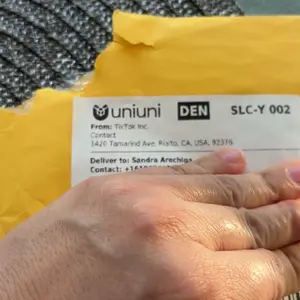 uniuni DEN SLC-Y 002
From: TikTok Inc.
Contact
1420 Tamarind Ave, Rialto, CA, USA, 92376
Deliver to: Sandra Arechiga
Contact: